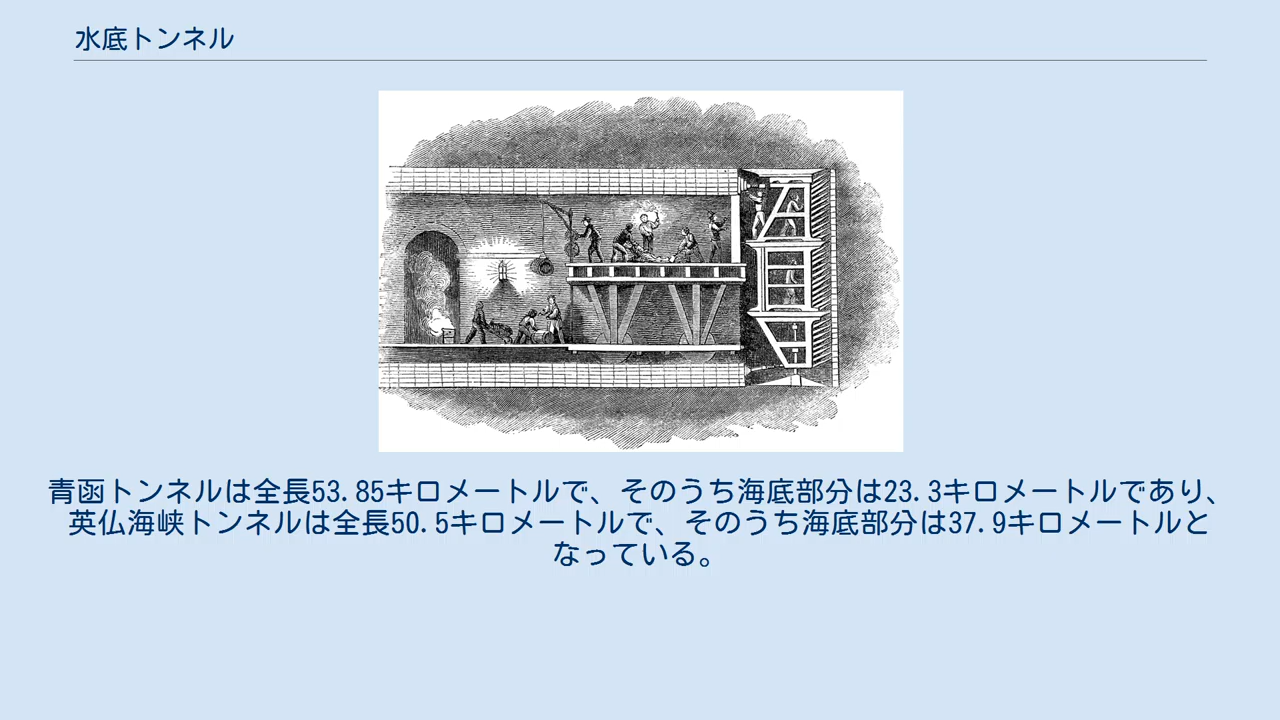 水底トンネル
青函トンネルは全長53.85キロメートルで、そのうち海底部分は23.3キロメートルであり、
英仏海峡トンネルは全長50.5キロメートルで、そのうち海底部分は37.9キロメートルと
なっている。